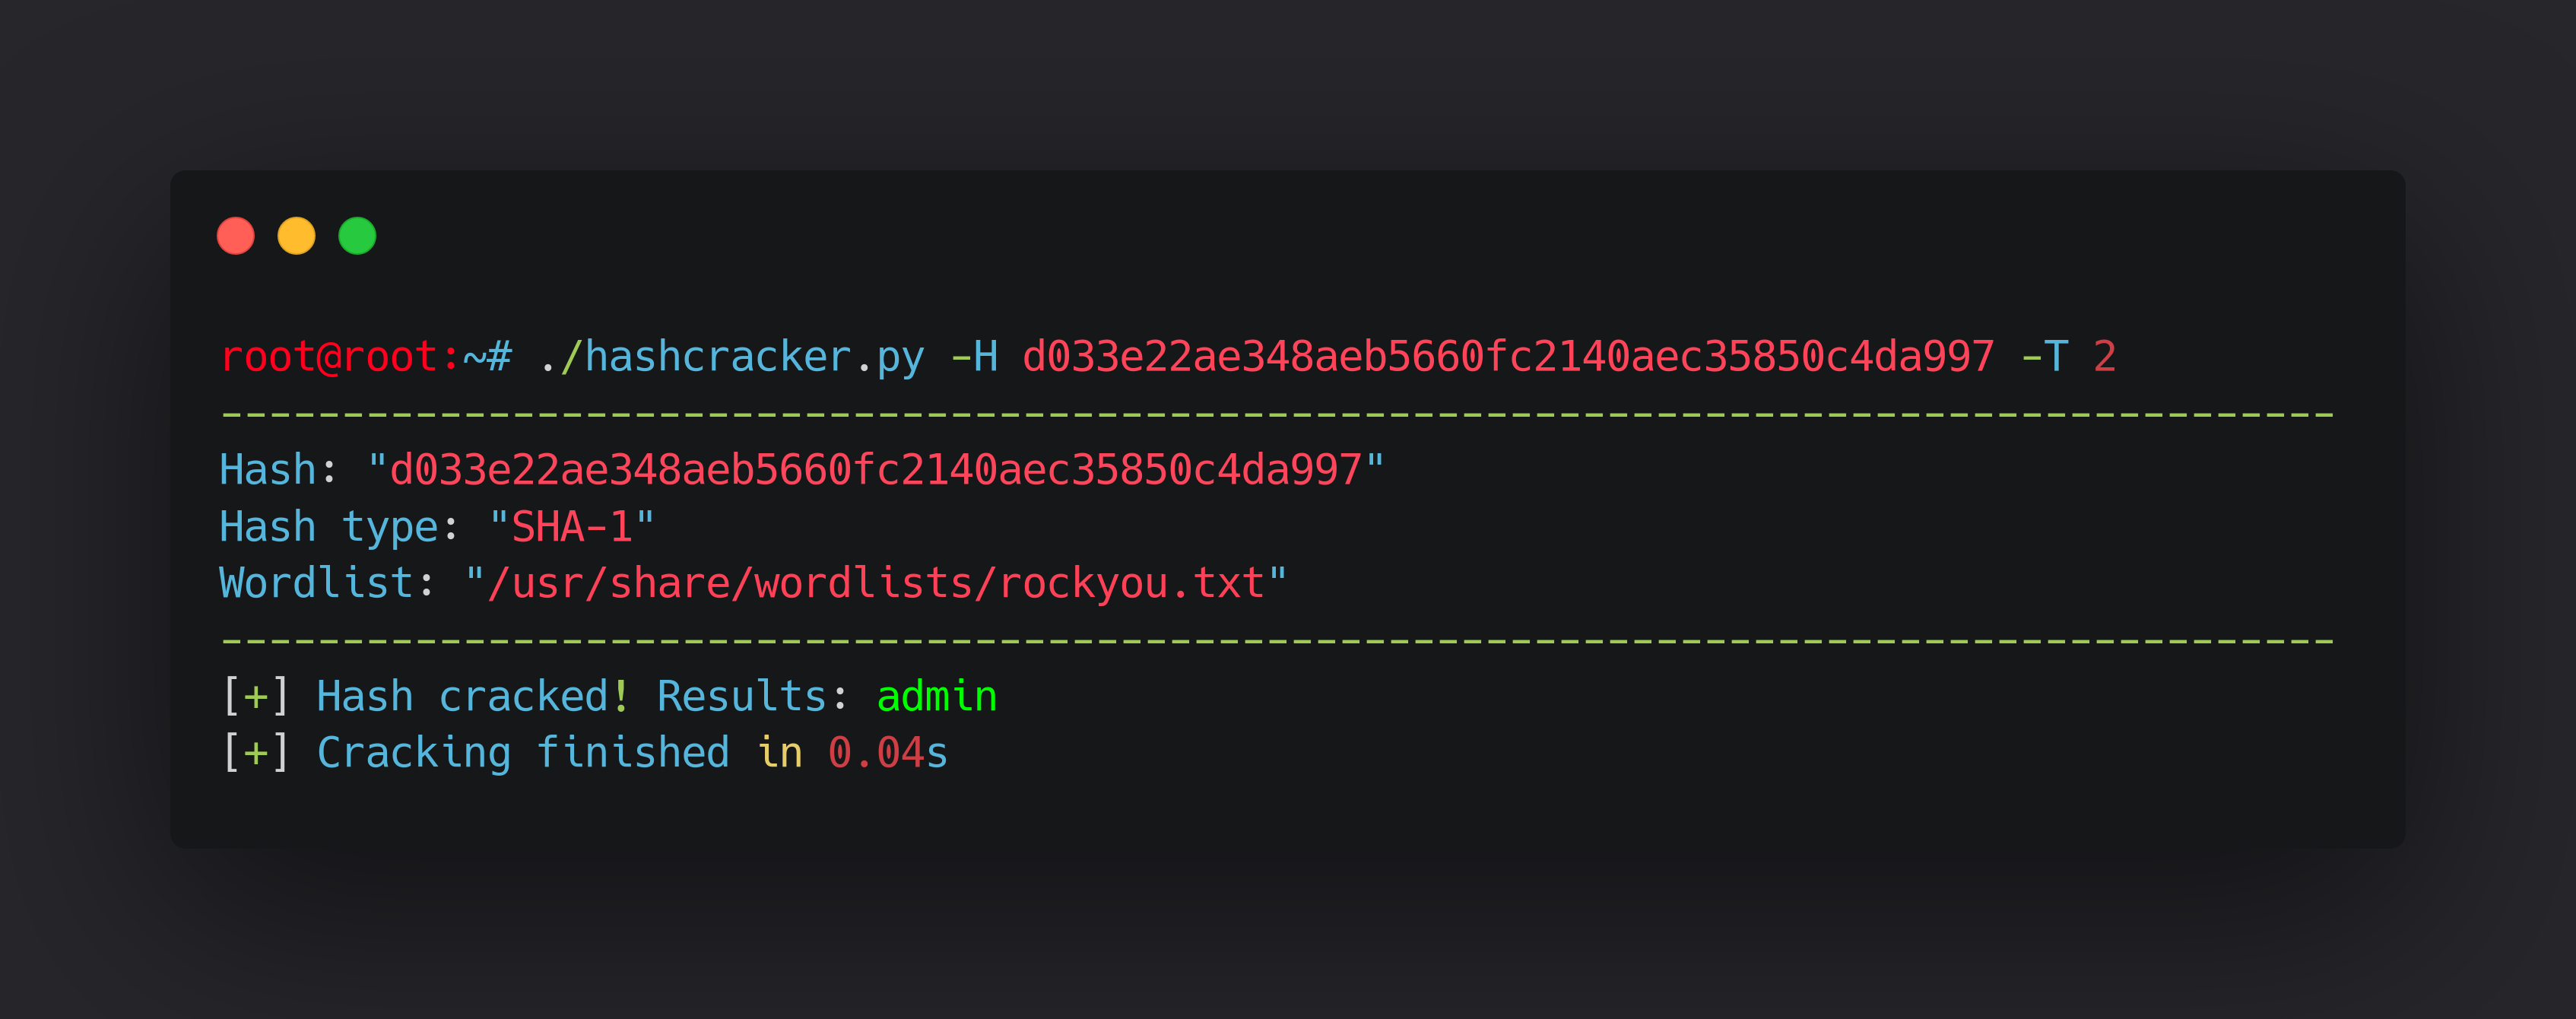 root@root:~# ./hashcracker.py -H d033e22ae348aeb5660fc2140aec35850c4da997 -T 2
---------------------------------------------------------------------------------------
Hash: "d033e22ae348aeb5660fc2140aec35850c4da997"
Hash type: "SHA-1"
Wordlist: "/usr/share/wordlists/rockyou.txt"
---------------------------------------------------------------------------------------
[+] Hash cracked! Results: admin
[+] Cracking finished in 0.04s